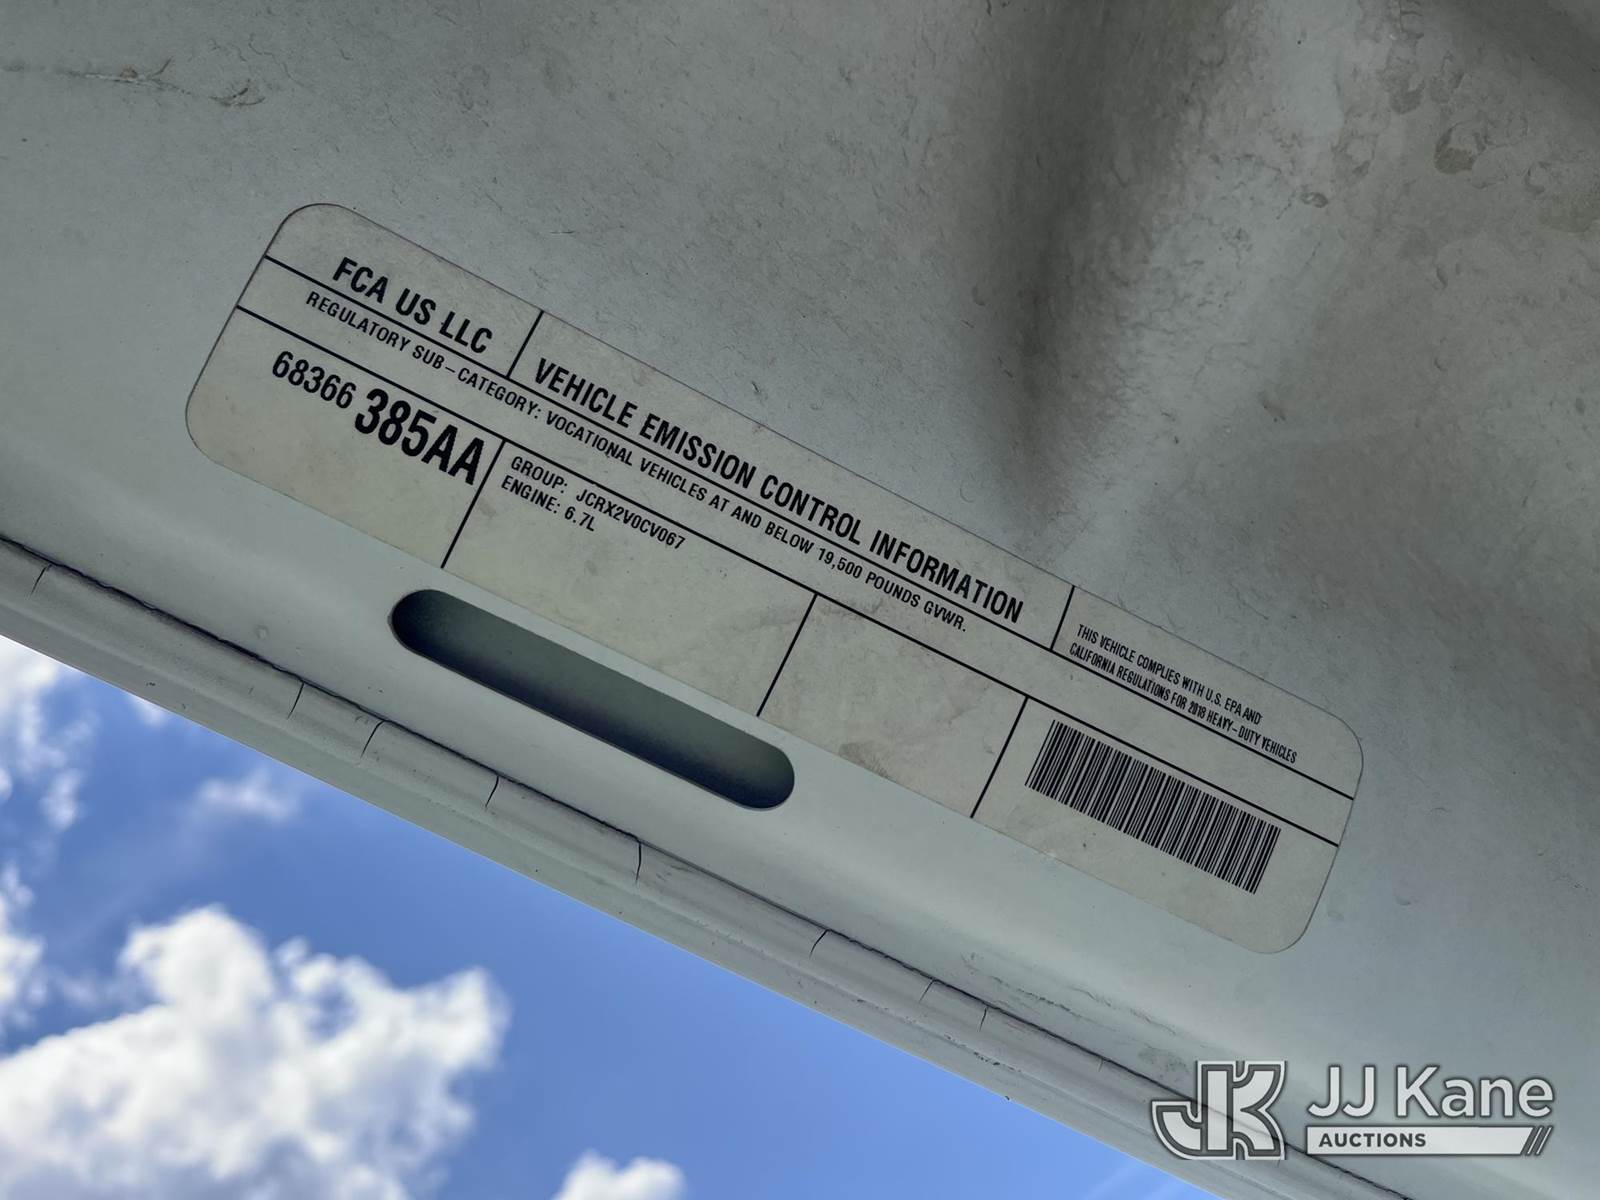 FCA US LLC
VEHICLE EMISSION CONTROL INFORMATION
THIS VEHICLE COMPLIES WITH U.S. EPA AND
CALIFORNIA REGULATIONS FOR 2018 HEAVY-DUTY VEHICLES
REGULATORY SUB-CATEGORY: VOCATIONAL VEHICLES AT AND BELOW 19,500 POUNDS GVWR.
68366 385AA
GROUP: JCRX2V0CV067
ENGINE: 6.7L
JJ Kane
AUCTIONS